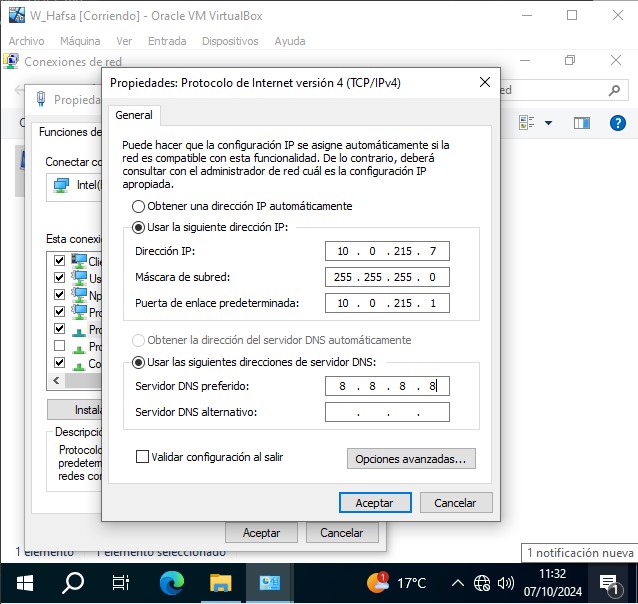 W_Hafsa [Corriendo] - Oracle VM VirtualBox
Archivo Máquina Ver Entrada Dispositivos Ayuda
Conexiones de red
Propiedades: Protocolo de Internet versión 4 (TCP/IPv4)
Propieda
General
Funciones de
Puede hacer que la configuración IP se asigne automáticamente si la
red es compatible con esta funcionalidad. De lo contrario, deberá
consultar con el administrador de red cuál es la configuración IP
apropiada.
Conectar co
Intel(
Obtener una dirección IP automáticamente
Usar la siguiente dirección IP:
Esta conexi
Dirección IP: 10 . 0 . 215 . 7
Máscara de subred: 255 . 255 . 255 . 0
Puerta de enlace predeterminada: 10 . 0 . 215 . 1
Clie
Us
Np
Pro
Pro
Pro
Co
Obtener la dirección del servidor DNS automáticamente
Usar las siguientes direcciones de servidor DNS:
Servidor DNS preferido: 8 . 8 . 8 . 8
Servidor DNS alternativo: . . .
Instala
Descripció
Protocolo
predetern
redes co
Validar configuración al salir
Opciones avanzadas...
Aceptar Cancelar
Aceptar Cancelar
1 elemento 1 elemento seleccionado
1 notificación nueva
17°C
11:32
07/10/2024
1